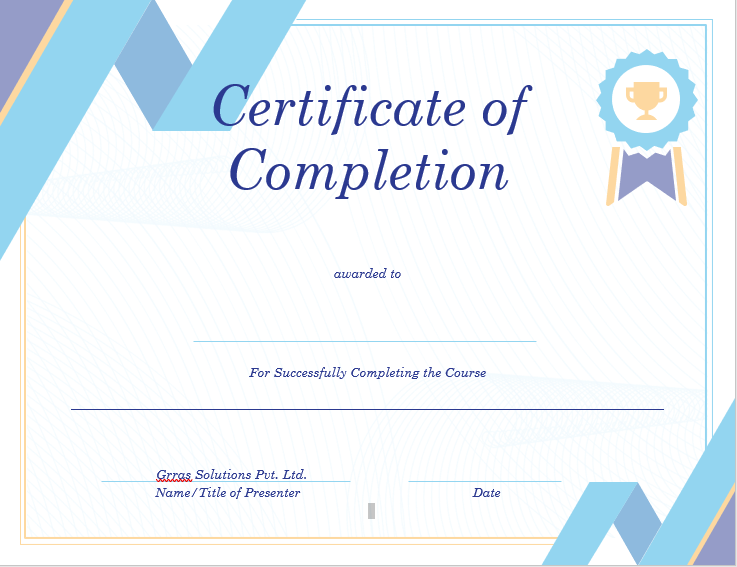 Certificate of
Completion
awarded to
For Successfully Completing the Course
Grras Solutions Pvt. Ltd.
Name/Title of Presenter
Date